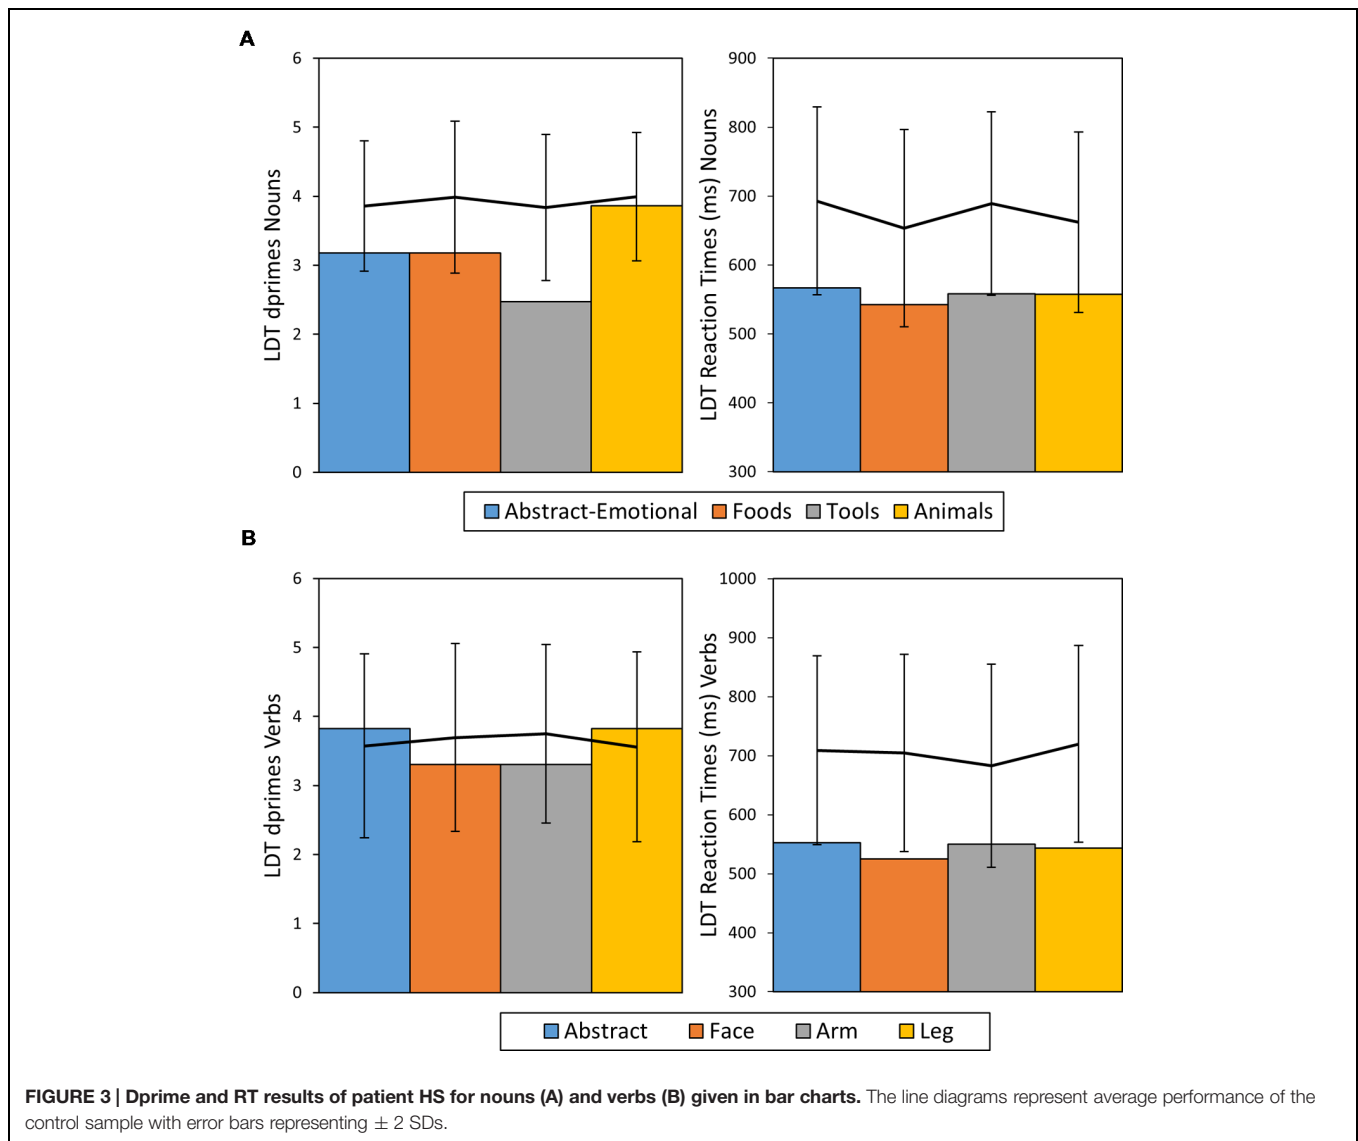 A
LDT dprimes Nouns
6
5
4
3
2
1
0
LDT Reaction Times (ms) Nouns
900
800
700
600
500
400
300
Abstract-Emotional Foods Tools Animals
B
LDT dprimes Verbs
6
5
4
3
2
1
0
LDT Reaction Times (ms) Verbs
1000
900
800
700
600
500
400
300
Abstract Face Arm Leg
FIGURE 3 | Dprime and RT results of patient HS for nouns (A) and verbs (B) given in bar charts. The line diagrams represent average performance of the
control sample with error bars representing ± 2 SDs.